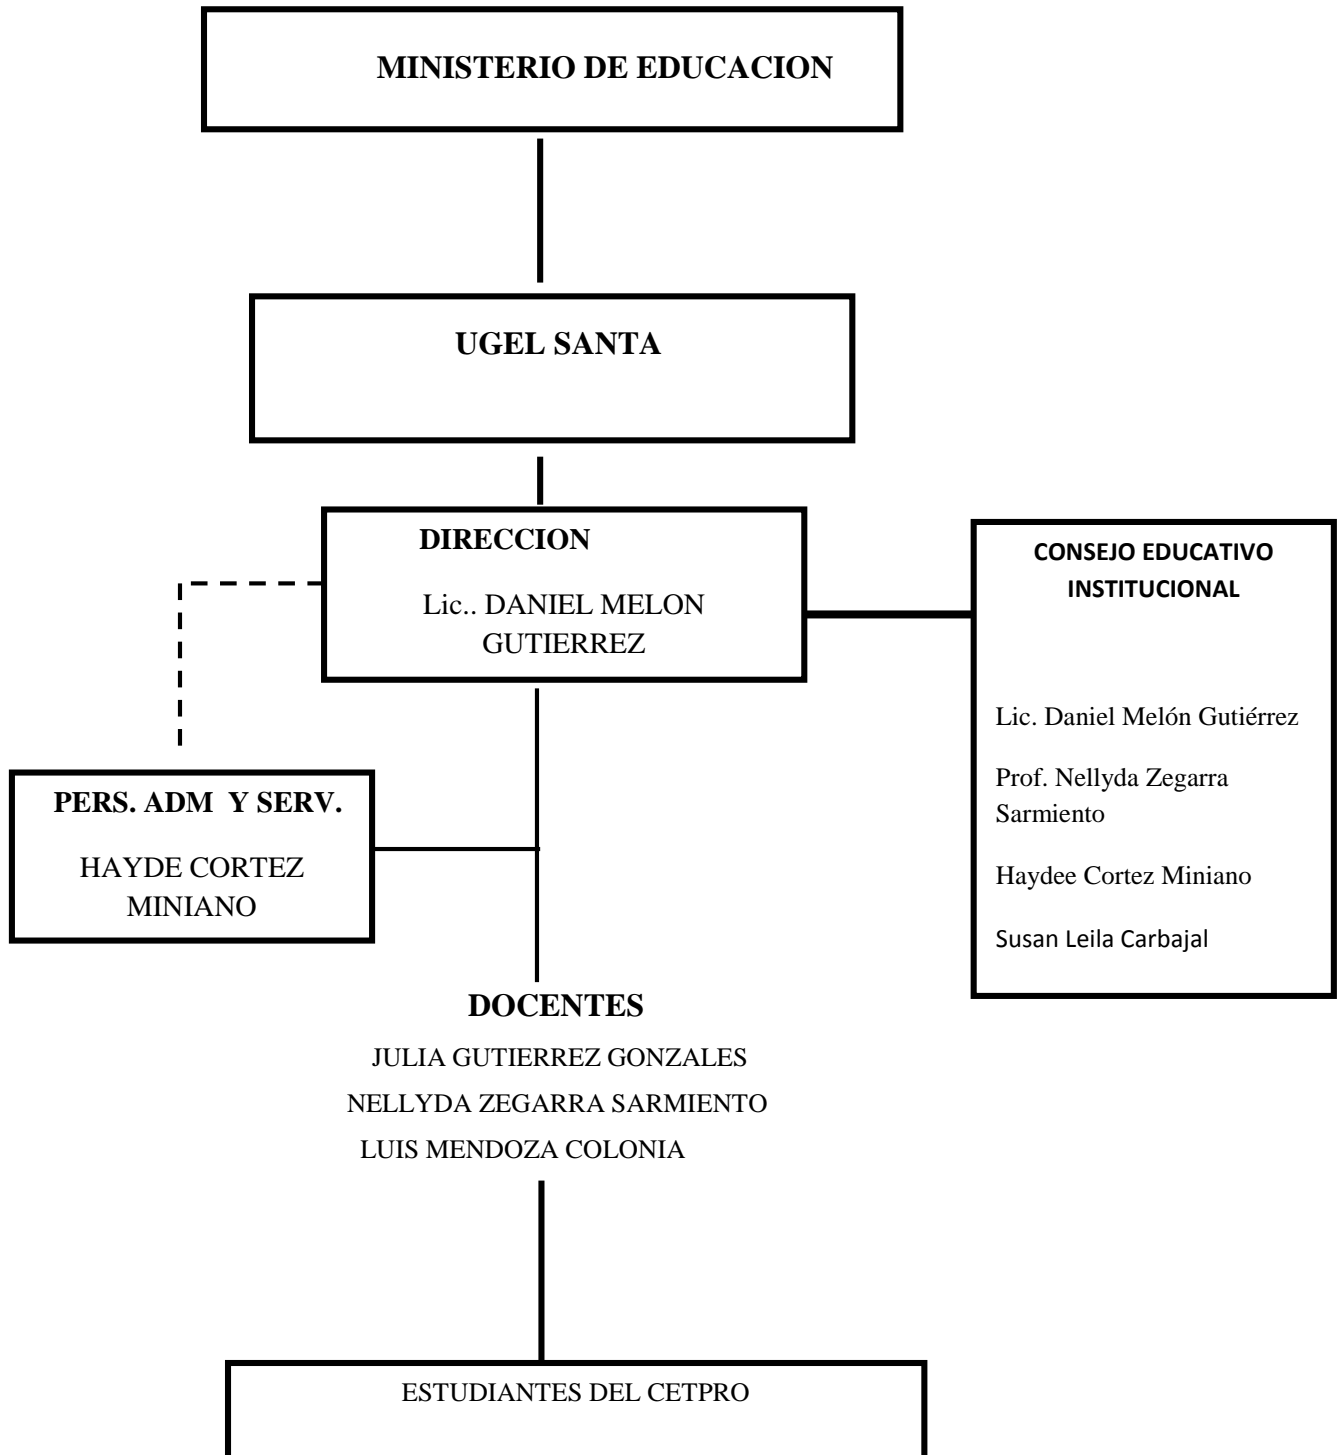 MINISTERIO DE EDUCACION
UGEL SANTA
DIRECCION
Lic.. DANIEL MELON
GUTIERREZ
CONSEJO EDUCATIVO
INSTITUCIONAL
Lic. Daniel Melón Gutiérrez
Prof. Nellyda Zegarra
Sarmiento
Haydee Cortez Miniano
Susan Leila Carbajal
PERS. ADM Y SERV.
HAYDE CORTEZ
MINIANO
DOCENTES
JULIA GUTIERREZ GONZALES
NELLYDA ZEGARRA SARMIENTO
LUIS MENDOZA COLONIA
ESTUDIANTES DEL CETPRO